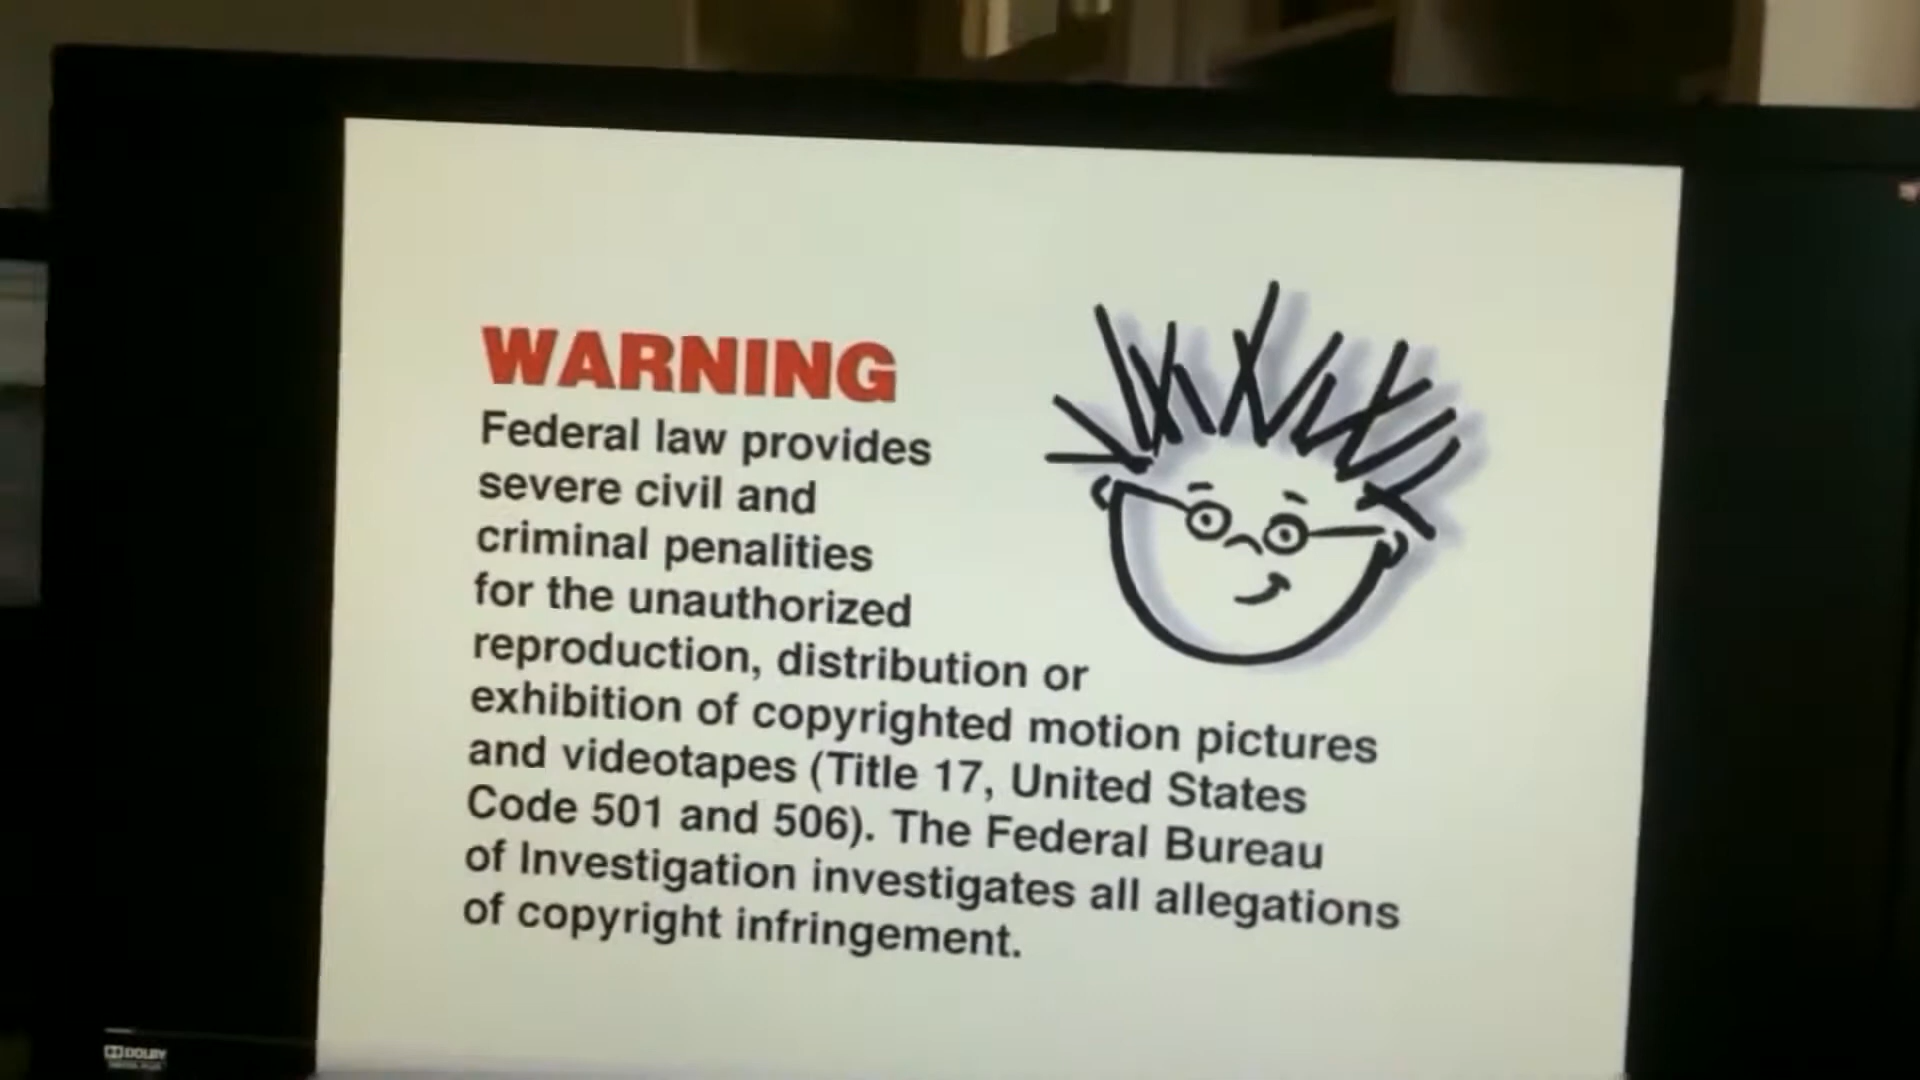 WARNING
Federal law provides
severe civil and
criminal penalities
for the unauthorized
reproduction, distribution or
exhibition of copyrighted motion pictures
and videotapes (Title 17, United States
Code 501 and 506). The Federal Bureau
of Investigation investigates all allegations
of copyright infringement.
DOLBY